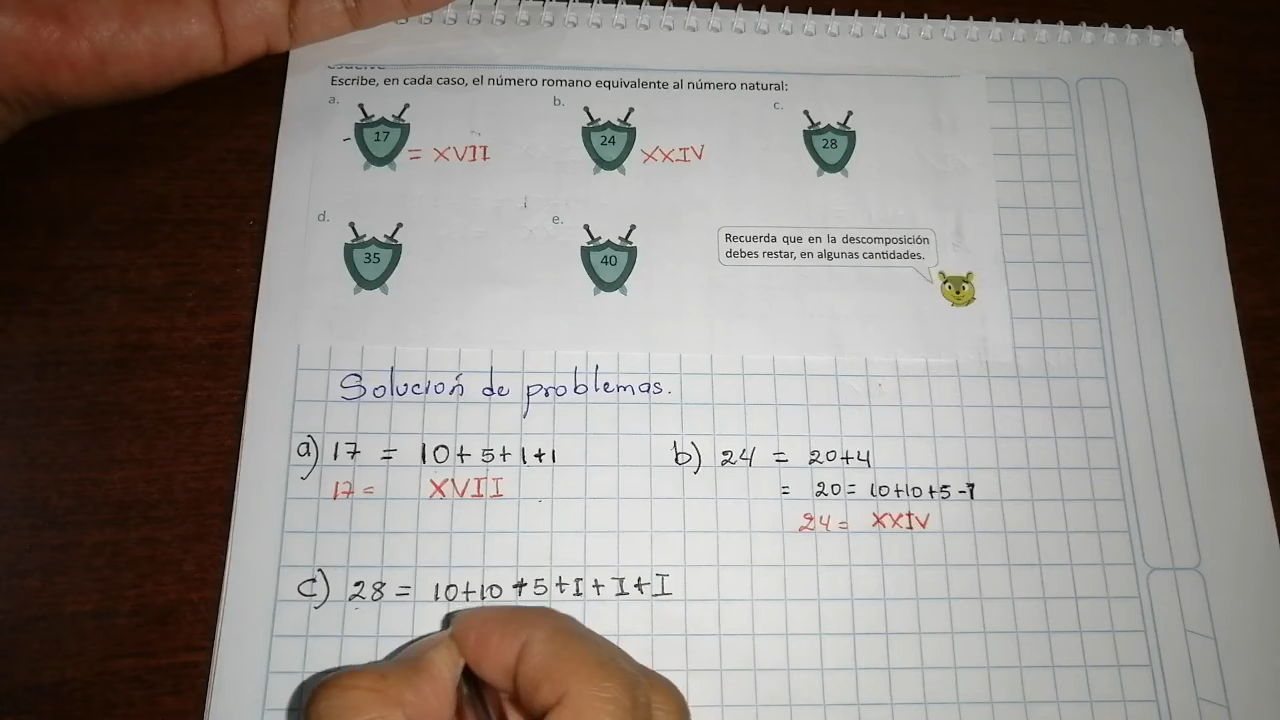 Escribe, en cada caso, el número romano equivalente al número natural:
a.
17
= XVII
b.
24
XXIV
c.
28
d.
35
e.
40
Recuerda que en la descomposición
debes restar, en algunas cantidades.
Solución de problemas.
a) 17 = 10+5+1+1
17 = XVII
b) 24 = 20+4
= 20 = 10+10+5-1
24 = XXIV
c) 28 = 10+10+5+I+I+I